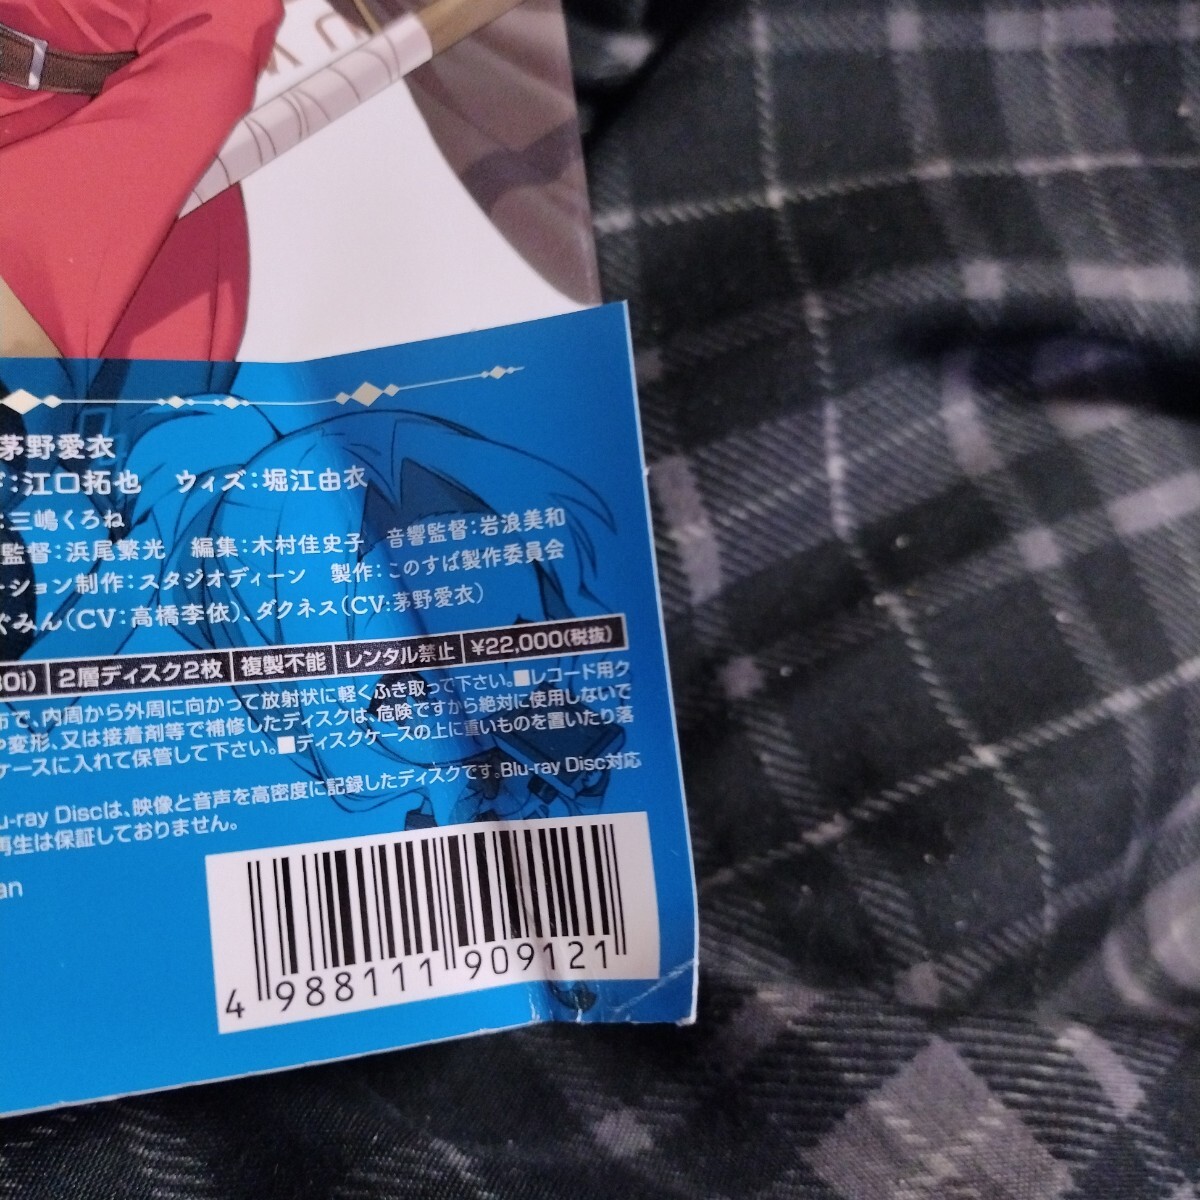 茅野愛衣
ド:江口拓也 ウィズ:堀江由衣
:三嶋くろね
監督:浜尾繁光 編集:木村佳史子 音響監督:岩浪美和
ーション制作:スタジオディーン 製作:このすば製作委員会
ぐみん(CV:高橋李依)、ダクネス(CV:茅野愛衣)
80i) 2層ディスク2枚 複製不能 レンタル禁止 ¥22,000(税抜)
布で、内周から外周に向かって放射状に軽くふき取って下さい。■レコード用ク
や変形、又は接着剤等で補修したディスクは、危険ですから絶対に使用しないで
ケースに入れて保管して下さい。■ディスクケースの上に重いものを置いたり落
lu-ray Discは、映像と音声を高密度に記録したディスクです。Blu-ray Disc対応
再生は保証しておりません。
an
4 988111 909121